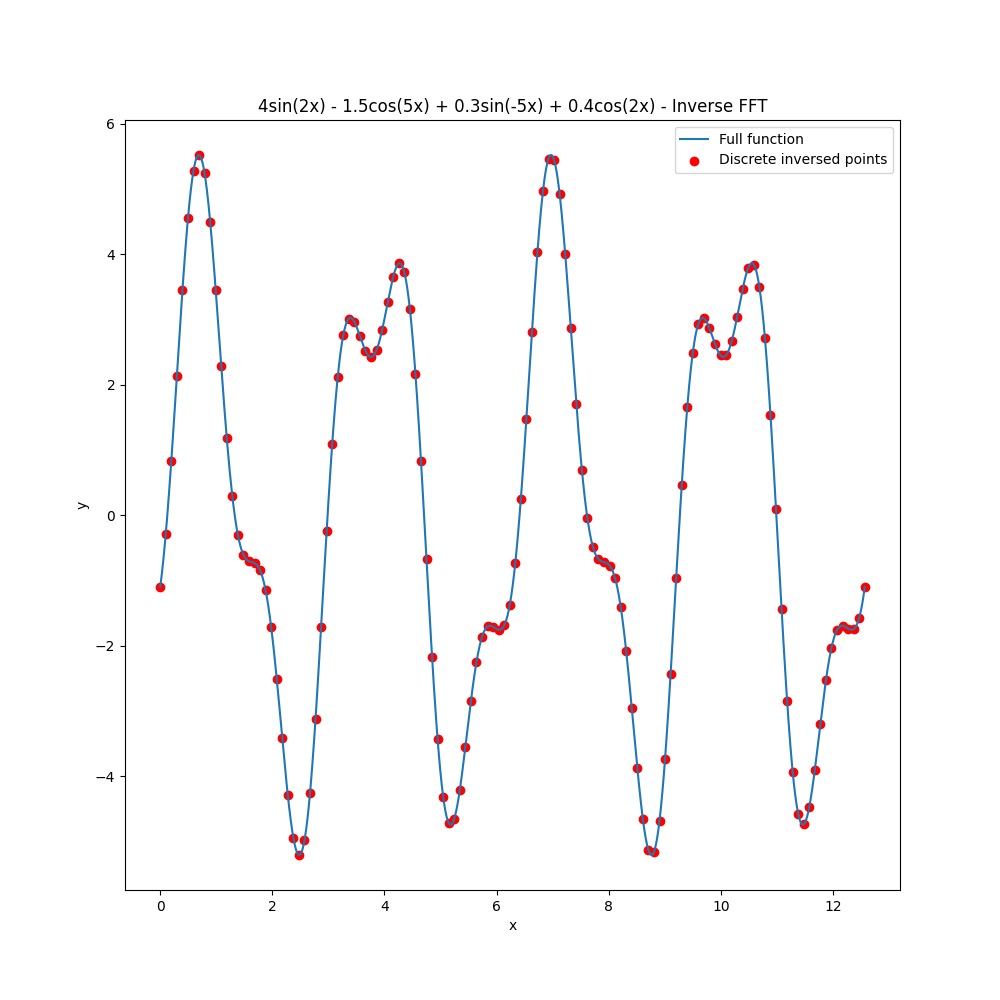 4sin(2x) - 1.5cos(5x) + 0.3sin(-5x) + 0.4cos(2x) - Inverse FFT
Full function
Discrete inversed points
6
4
2
0
−2
−4
y
0 2 4 6 8 10 12
x